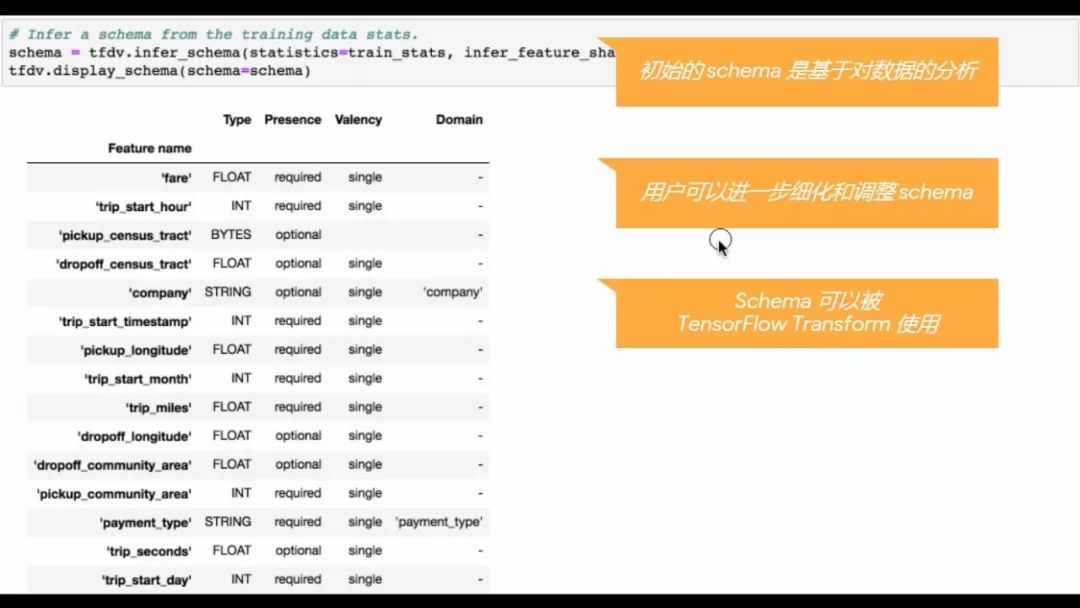 # Infer a schema from the training data stats.
schema = tfdv.infer_schema(statistics=train_stats, infer_feature_sha
tfdv.display_schema(schema=schema)
初始的 schema 是基于对数据的分析
用户可以进一步细化和调整 schema
Schema 可以被
TensorFlow Transform 使用
Type Presence Valency Domain
Feature name
'fare' FLOAT required single -
'trip_start_hour' INT required single -
'pickup_census_tract' BYTES optional -
'dropoff_census_tract' FLOAT optional single -
'company' STRING optional single 'company'
'trip_start_timestamp' INT required single -
'pickup_longitude' FLOAT required single -
'trip_start_month' INT required single -
'trip_miles' FLOAT required single -
'dropoff_longitude' FLOAT optional single -
'dropoff_community_area' FLOAT optional single -
'pickup_community_area' INT required single -
'payment_type' STRING required single 'payment_type'
'trip_seconds' FLOAT optional single -
'trip_start_day' INT required single -